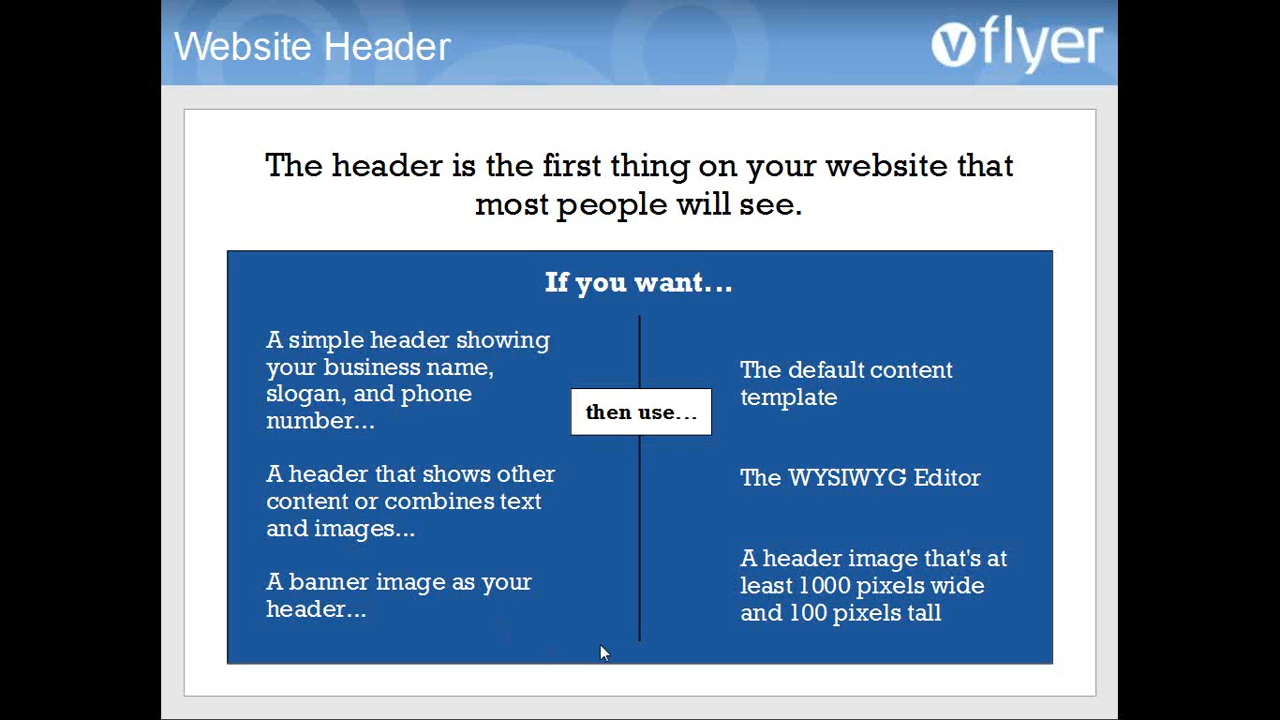 Website Header
vflyer
The header is the first thing on your website that
most people will see.
If you want...
A simple header showing
your business name,
slogan, and phone
number...
The default content
template
then use...
A header that shows other
content or combines text
and images...
The WYSIWYG Editor
A banner image as your
header...
A header image that's at
least 1000 pixels wide
and 100 pixels tall